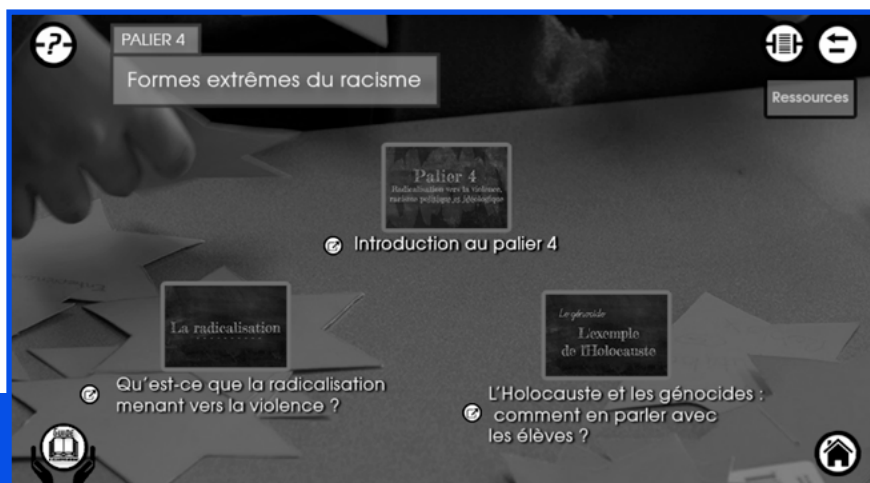 -?-
PALIER 4
Formes extrêmes du racisme
Ressources
Palier 4
Radicalisation vers la violence,
racisme politique et idéologique
Introduction au palier 4
La radicalisation
Qu'est-ce que la radicalisation
menant vers la violence ?
Le génocide
L'exemple
de l'Holocauste
L'Holocauste et les génocides :
comment en parler avec
les élèves ?
GUIDE